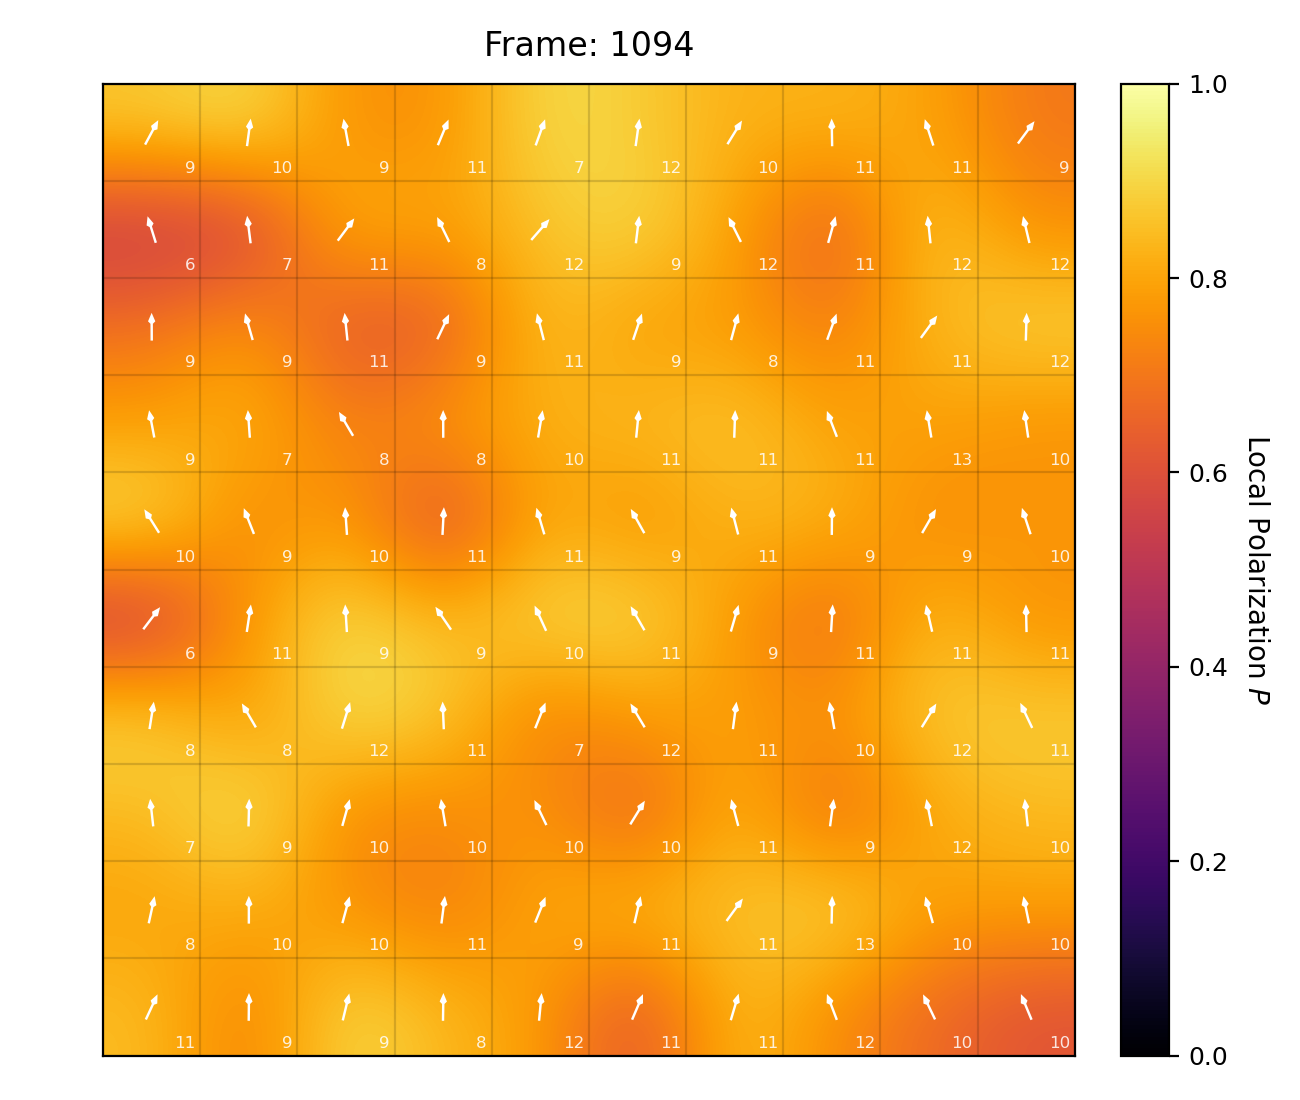 Frame: 1094
9 10 9 11 7 12 10 11 11 9
6 7 11 8 12 9 12 11 12 12
9 9 11 9 11 9 8 11 11 12
9 7 8 8 10 11 11 11 13 10
10 9 10 11 11 9 11 9 9 10
6 11 9 9 10 11 9 11 11 11
8 8 12 11 7 12 11 10 12 11
7 9 10 10 10 10 11 9 12 10
8 10 10 11 9 11 11 13 10 10
11 9 9 8 12 11 11 12 10 10
1.0
0.8
0.6
0.4
0.2
0.0
Local Polarization P